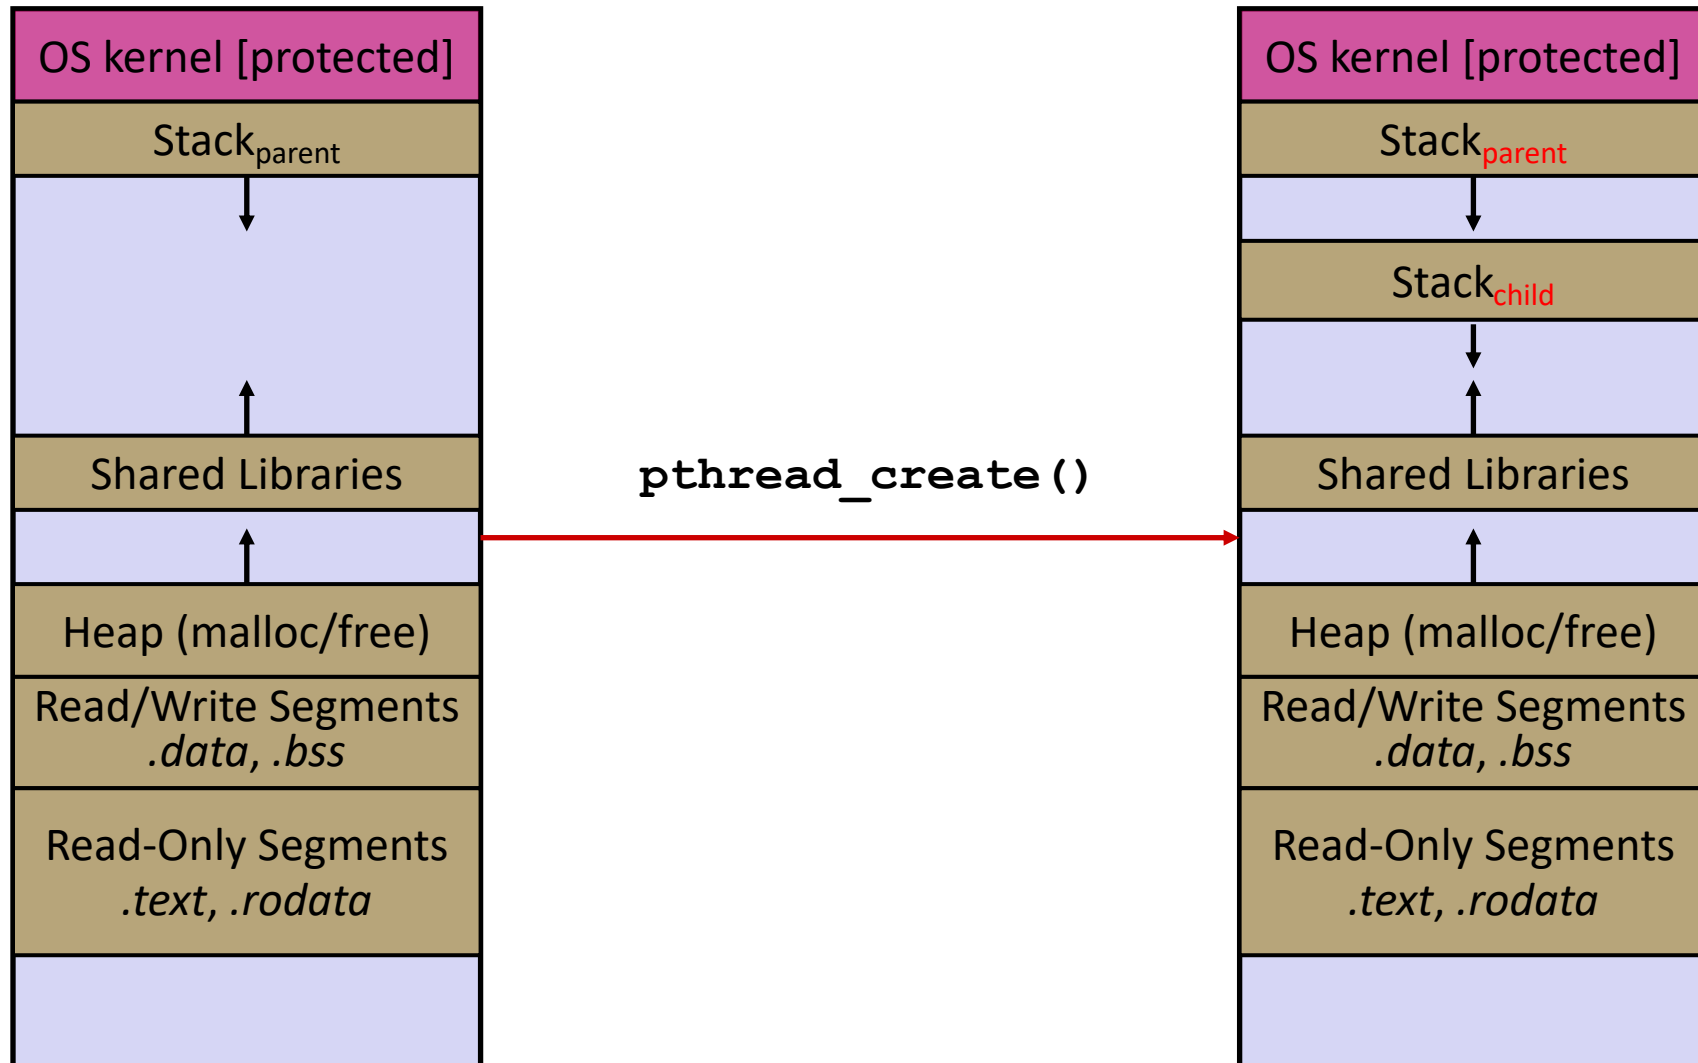 OS kernel [protected]
Stackparent
Shared Libraries
Heap (malloc/free)
Read/Write Segments
.data, .bss
Read-Only Segments
.text, .rodata
pthread_create()
OS kernel [protected]
Stackparent
Stackchild
Shared Libraries
Heap (malloc/free)
Read/Write Segments
.data, .bss
Read-Only Segments
.text, .rodata